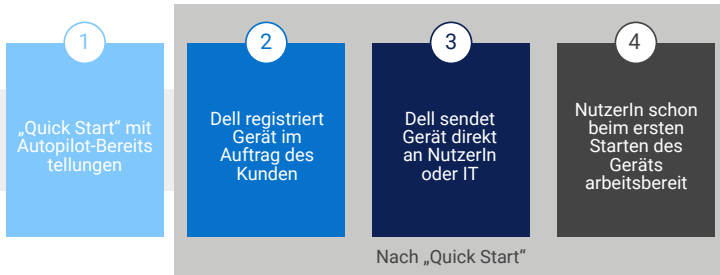 1
„Quick Start“ mit
Autopilot-Bereits
tellungen
2
Dell registriert
Gerät im
Auftrag des
Kunden
3
Dell sendet
Gerät direkt
an NutzerIn
oder IT
4
NutzerIn schon
beim ersten
Starten des
Geräts
arbeitsbereit
Nach „Quick Start“